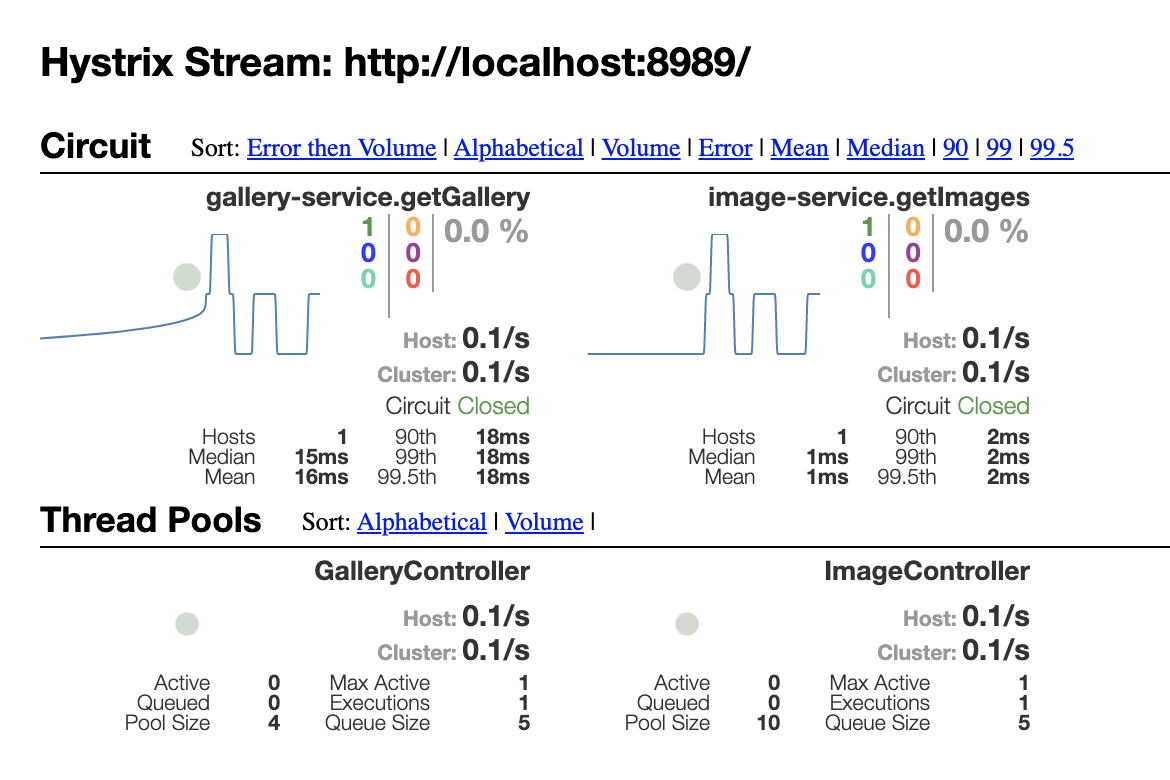 Hystrix Stream: http://localhost:8989/
Circuit Sort: Error then Volume | Alphabetical | Volume | Error | Mean | Median | 90 | 99 | 99.5
gallery-service.getGallery
1 0 0.0 %
0 0
0 0
Host: 0.1/s
Cluster: 0.1/s
Circuit Closed
Hosts 1 90th 18ms
Median 15ms 99th 18ms
Mean 16ms 99.5th 18ms
image-service.getImages
1 0 0.0 %
0 0
0 0
Host: 0.1/s
Cluster: 0.1/s
Circuit Closed
Hosts 1 90th 2ms
Median 1ms 99th 2ms
Mean 1ms 99.5th 2ms
Thread Pools Sort: Alphabetical | Volume |
GalleryController
Host: 0.1/s
Cluster: 0.1/s
Active 0 Max Active 1
Queued 0 Executions 1
Pool Size 4 Queue Size 5
ImageController
Host: 0.1/s
Cluster: 0.1/s
Active 0 Max Active 1
Queued 0 Executions 1
Pool Size 10 Queue Size 5